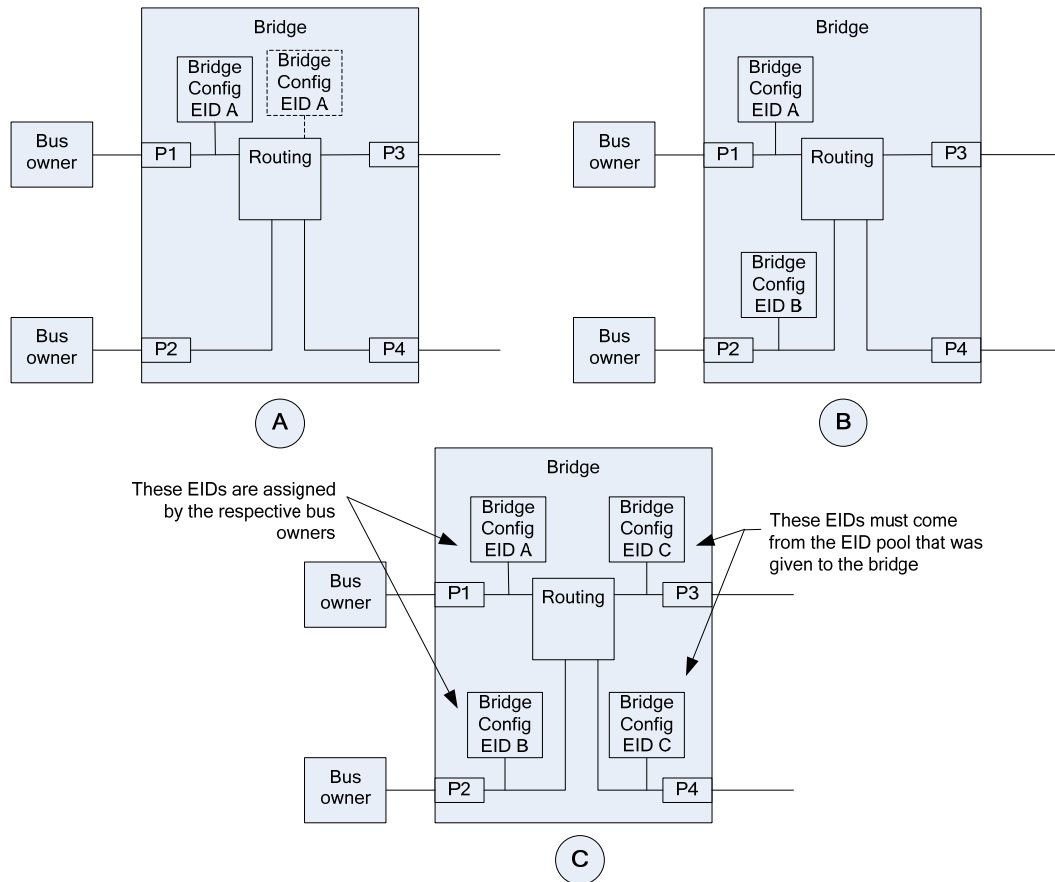 Bridge
Bridge
Config
EID A
Bridge
Config
EID A
Bus
owner
P1
Routing
P3
Bus
owner
P2
P4
A
Bridge
Bridge
Config
EID A
Bus
owner
P1
Routing
P3
Bridge
Config
EID B
Bus
owner
P2
P4
B
These EIDs are assigned
by the respective bus
owners
Bridge
Bridge
Config
EID A
Bridge
Config
EID C
These EIDs must come
from the EID pool that was
given to the bridge
Bus
owner
P1
Routing
P3
Bridge
Config
EID B
Bridge
Config
EID C
Bus
owner
P2
P4
C